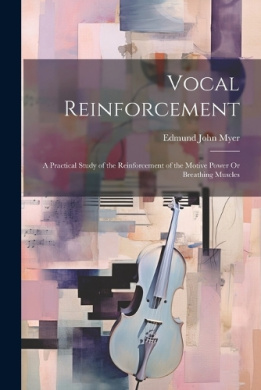 VOCAL
REINFORCEMENT
Edmund John Myer
A Practical Study of the Reinforcement of the Motive Power Or
Breathing Muscles